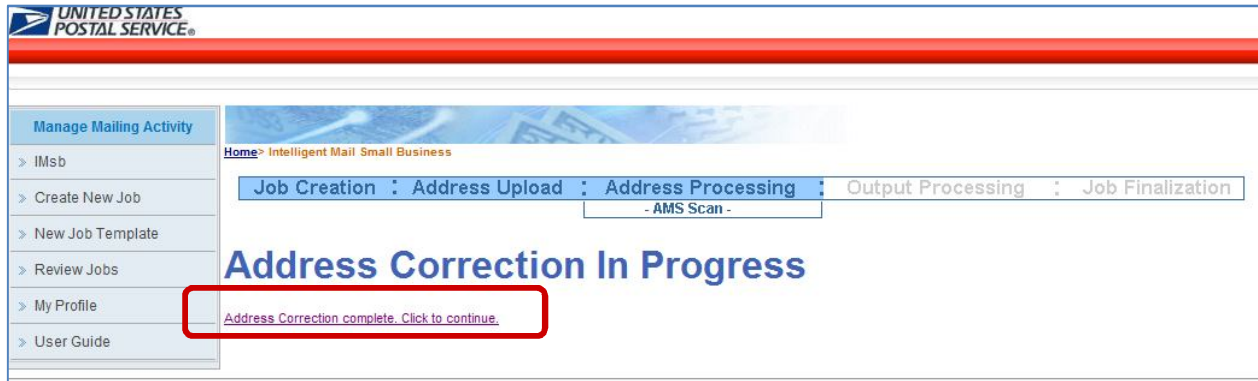 UNITED STATES
POSTAL SERVICE®
Manage Mailing Activity
» IMsb
» Create New Job
» New Job Template
» Review Jobs
» My Profile
» User Guide
Home> Intelligent Mail Small Business
Job Creation : Address Upload : Address Processing : Output Processing : Job Finalization
- AMS Scan -
Address Correction In Progress
Address Correction complete. Click to continue.